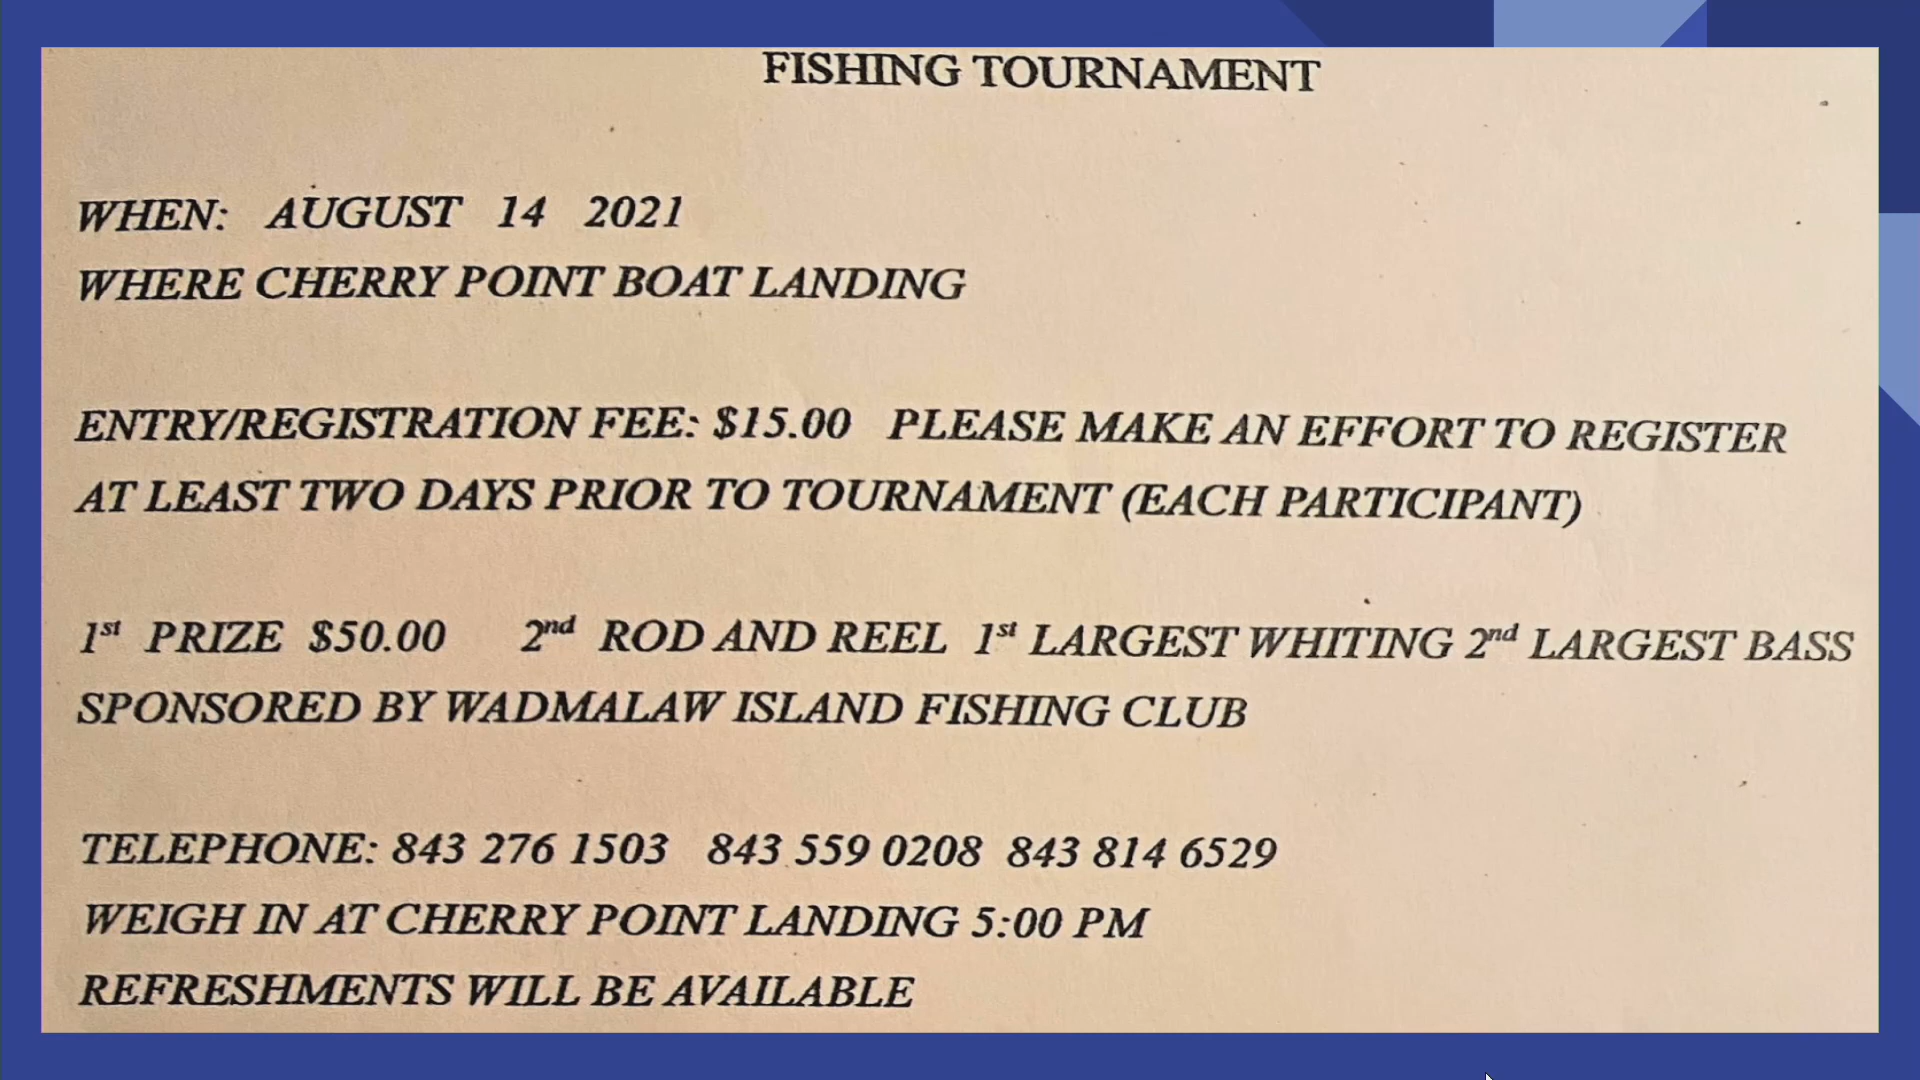 FISHING TOURNAMENT
WHEN: AUGUST 14 2021
WHERE CHERRY POINT BOAT LANDING
ENTRY/REGISTRATION FEE: $15.00 PLEASE MAKE AN EFFORT TO REGISTER
AT LEAST TWO DAYS PRIOR TO TOURNAMENT (EACH PARTICIPANT)
1st PRIZE $50.00 2nd ROD AND REEL 1st LARGEST WHITING 2nd LARGEST BASS
SPONSORED BY WADMALAW ISLAND FISHING CLUB
TELEPHONE: 843 276 1503 843 559 0208 843 814 6529
WEIGH IN AT CHERRY POINT LANDING 5:00 PM
REFRESHMENTS WILL BE AVAILABLE